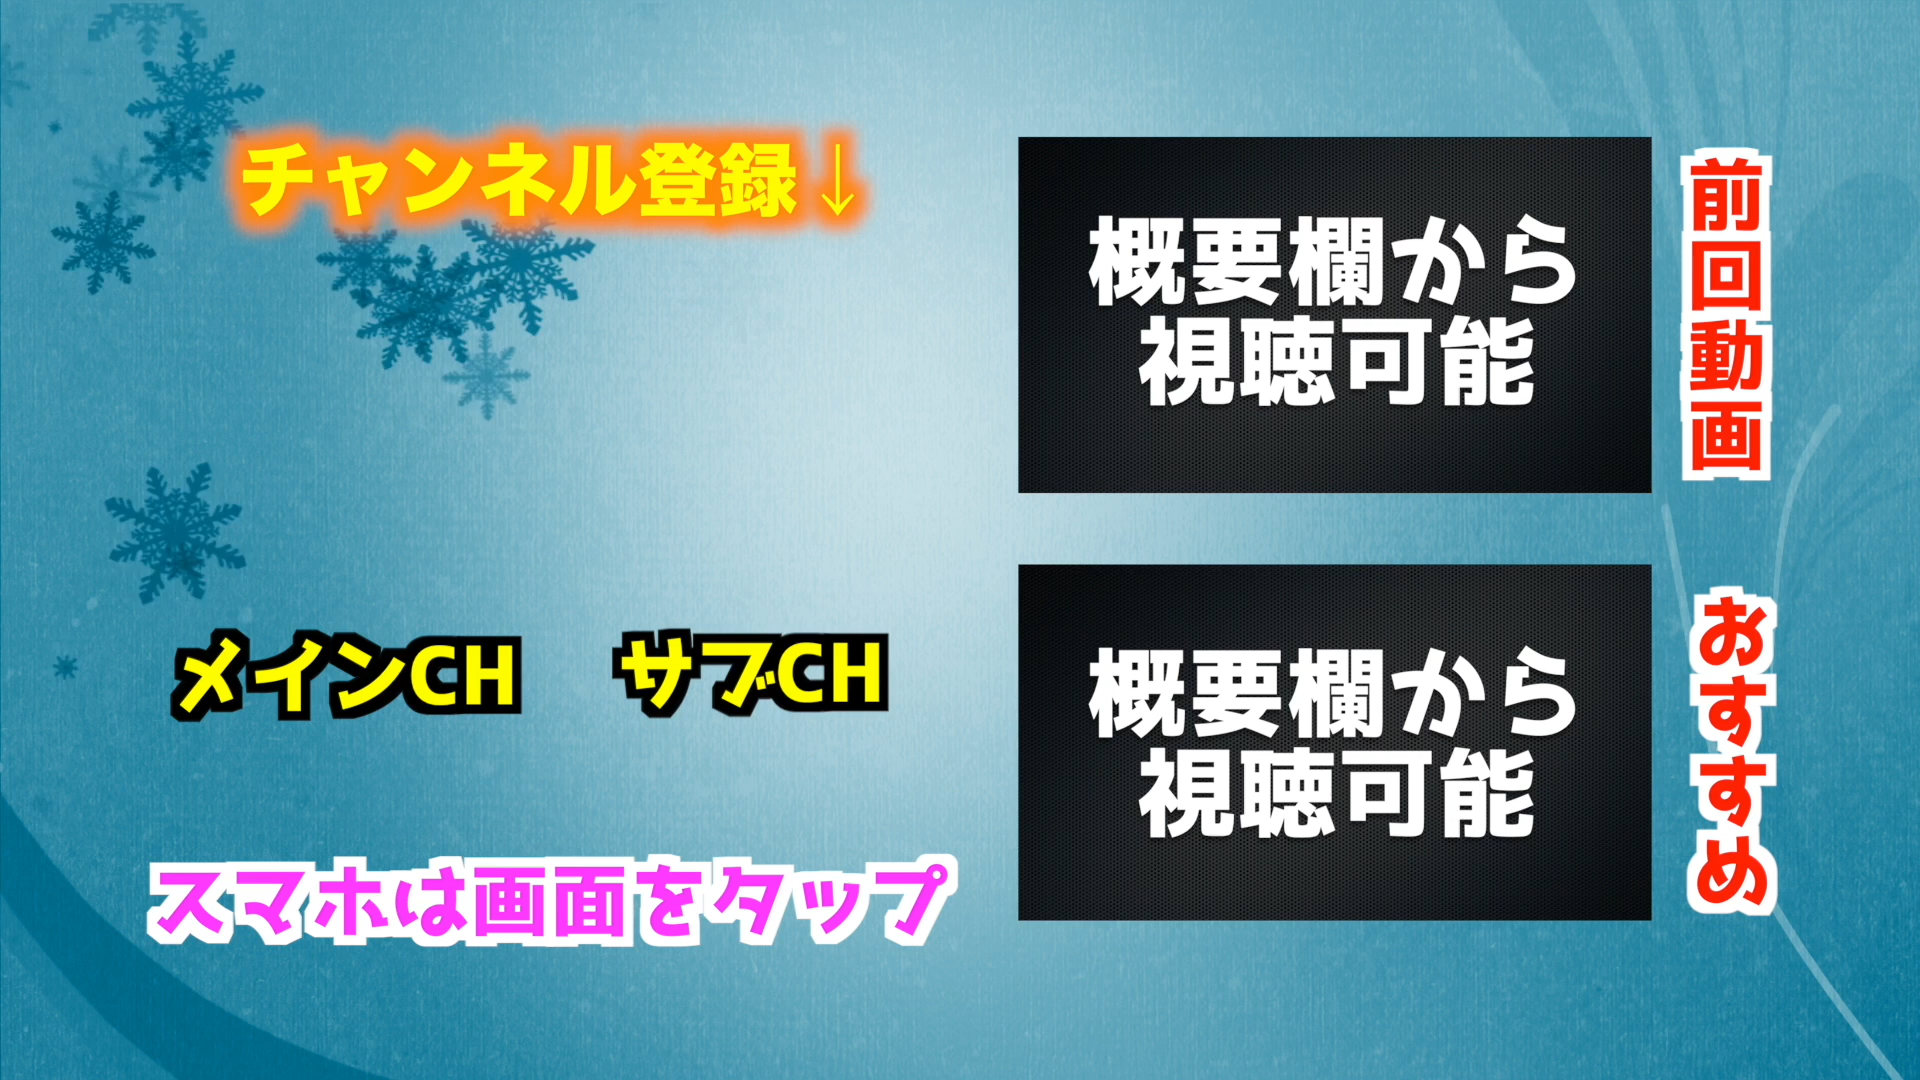 チャンネル登録↓
メインCH
サブCH
スマホは画面をタップ
概要欄から
視聴可能
前回動画
概要欄から
視聴可能
おすすめ